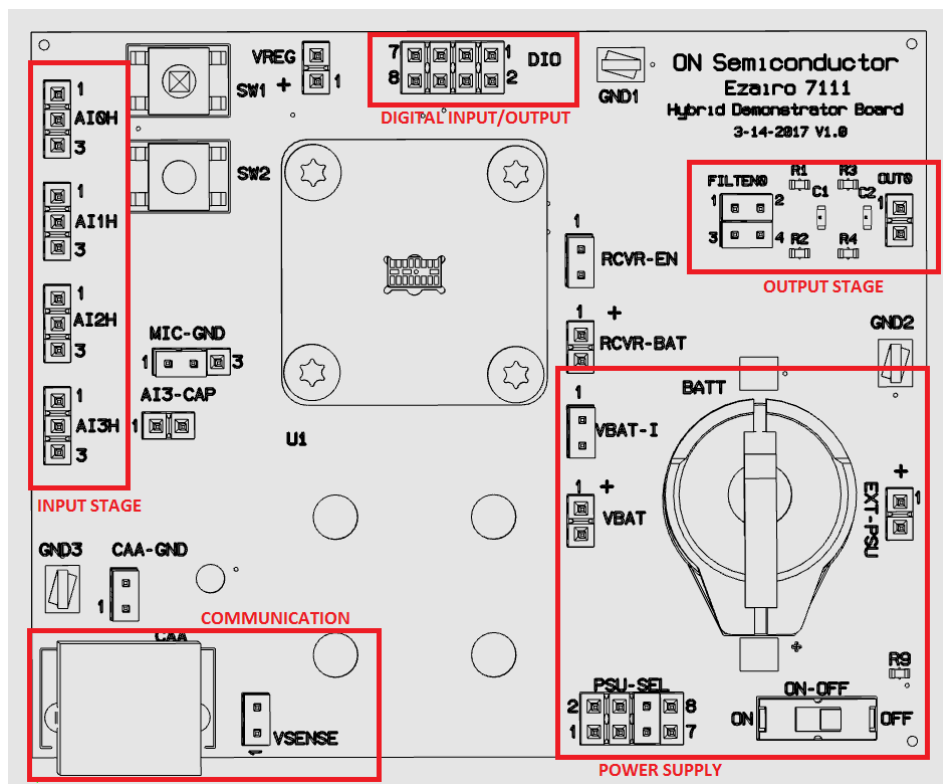 VREG
+
1
SW1
7
8
1
2
DIO
DIGITAL INPUT/OUTPUT
GND1
ON Semiconductor
Ezairo 7111
Hybrid Demonstrator Board
3-14-2017 V1.0
1
AI0H
3
1
AI1H
3
1
AI2H
3
1
AI3H
3
INPUT STAGE
SW2
MIC-GND
1
3
AI3-CAP
1
U1
1
RCVR-EN
1
+
RCVR-BAT
FILTEN0
1
2
3
4
R1
R3
C1
C2
R2
R4
OUT0
1
OUTPUT STAGE
GND2
BATT
1
VBAT-I
1
+
VBAT
+
1
EXT-PSU
GND3
CAA-GND
1
COMMUNICATION
CAA
VSENSE
1
PSU-SEL
2
8
1
7
+
R9
ON-OFF
ON
OFF
POWER SUPPLY